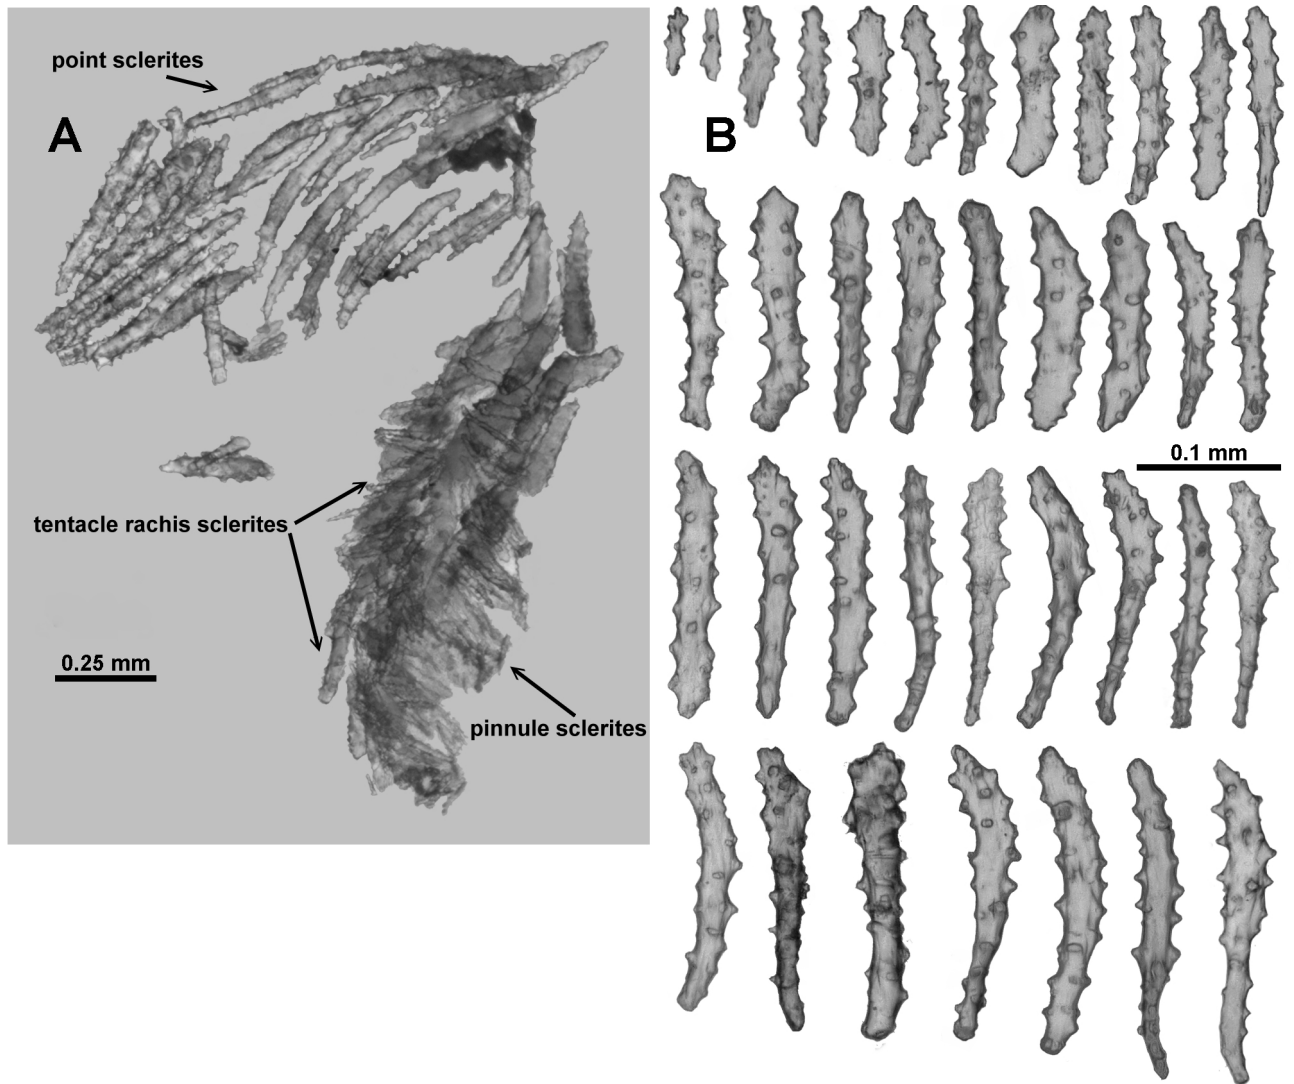 point sclerites
A
B
0.1 mm
tentacle rachis sclerites
0.25 mm
pinnule sclerites